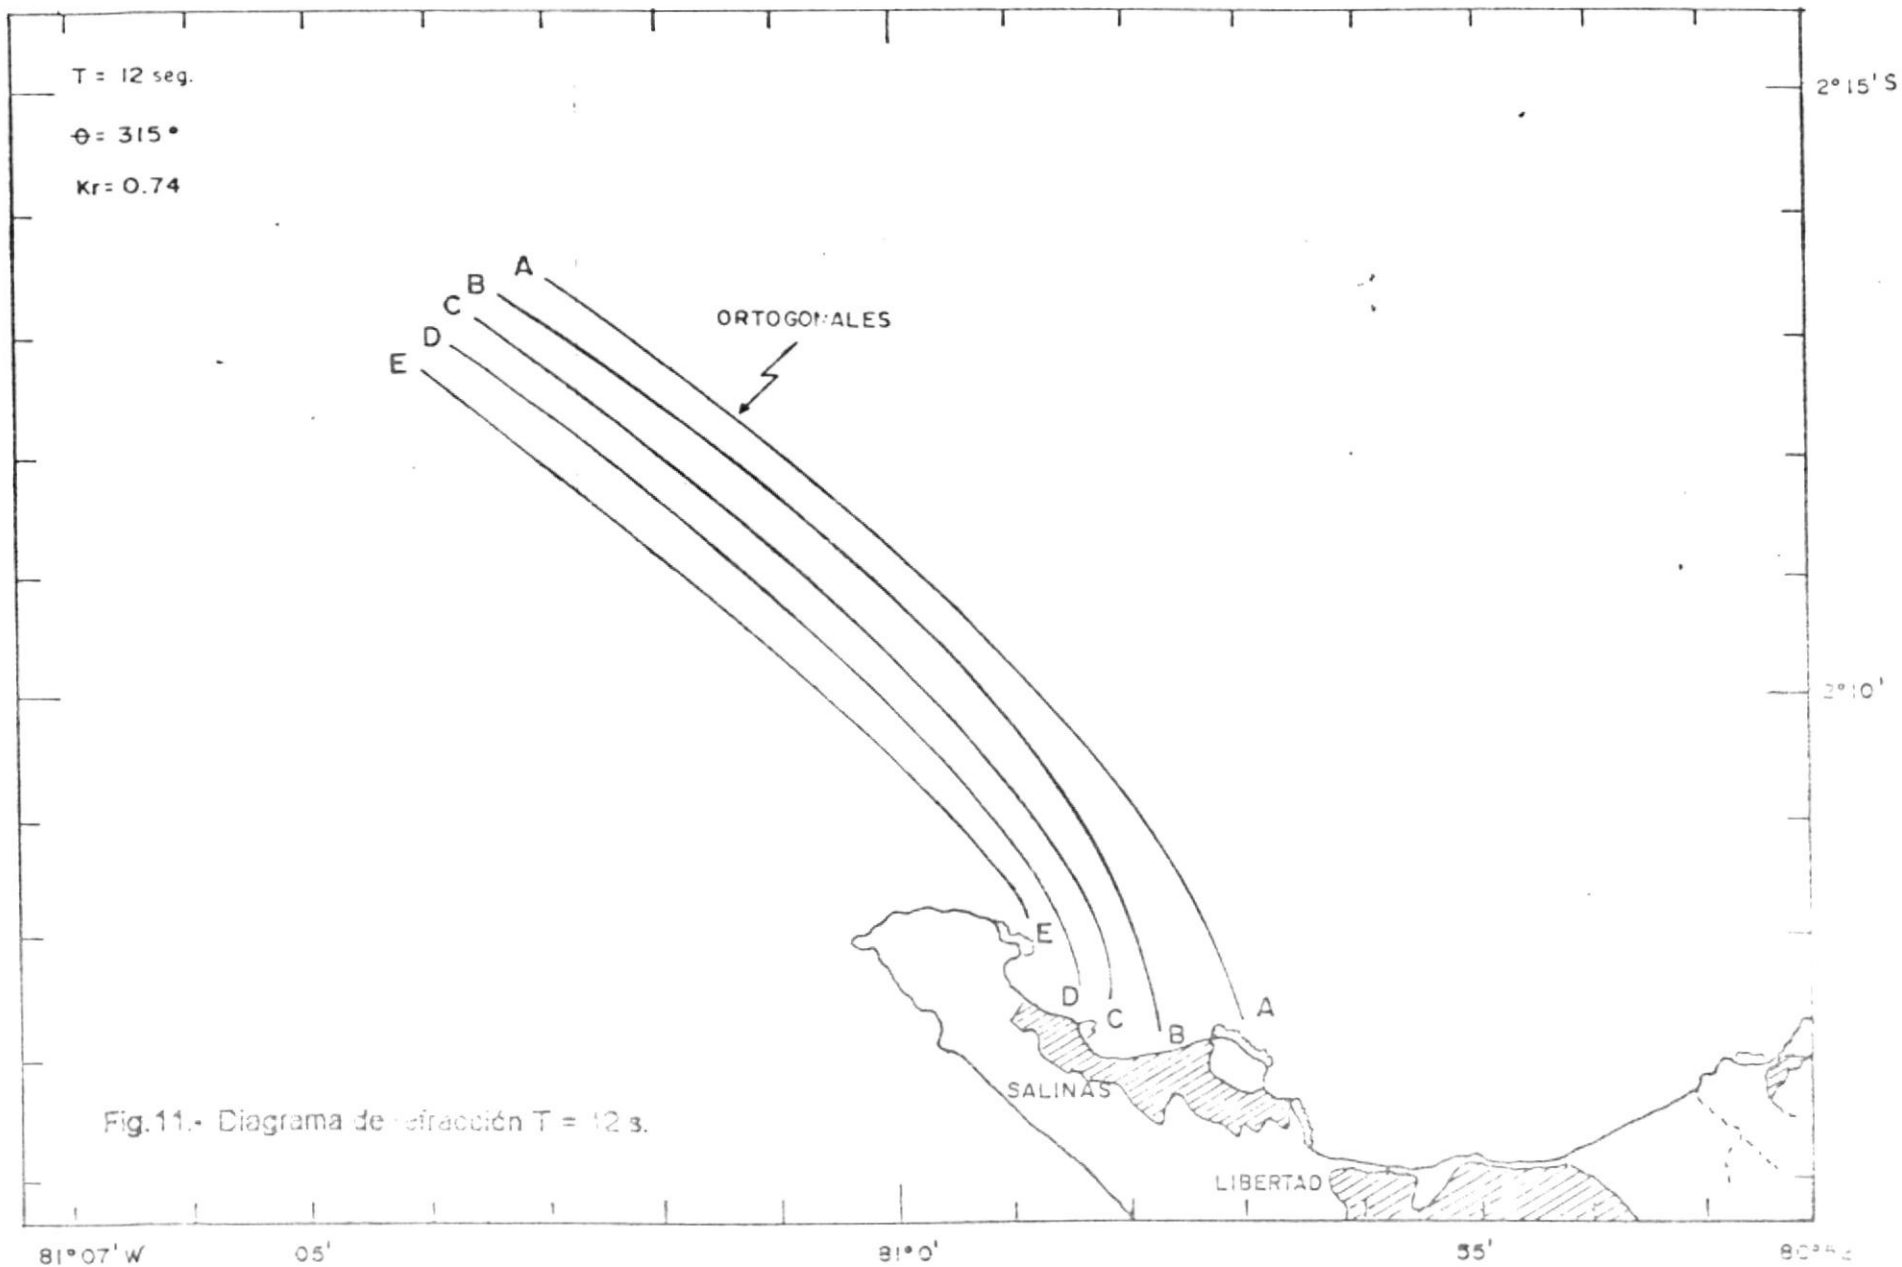 T = 12 seg.
2°15' S
θ = 315°
Kr = 0.74
A
B
C
ORTOGONALES
D
E
2°10'
E
D
A
C
B
SALINAS
Fig.11.- Diagrama de refracción T = 12 s.
LIBERTAD
81°07' W
05'
81°0'
55'